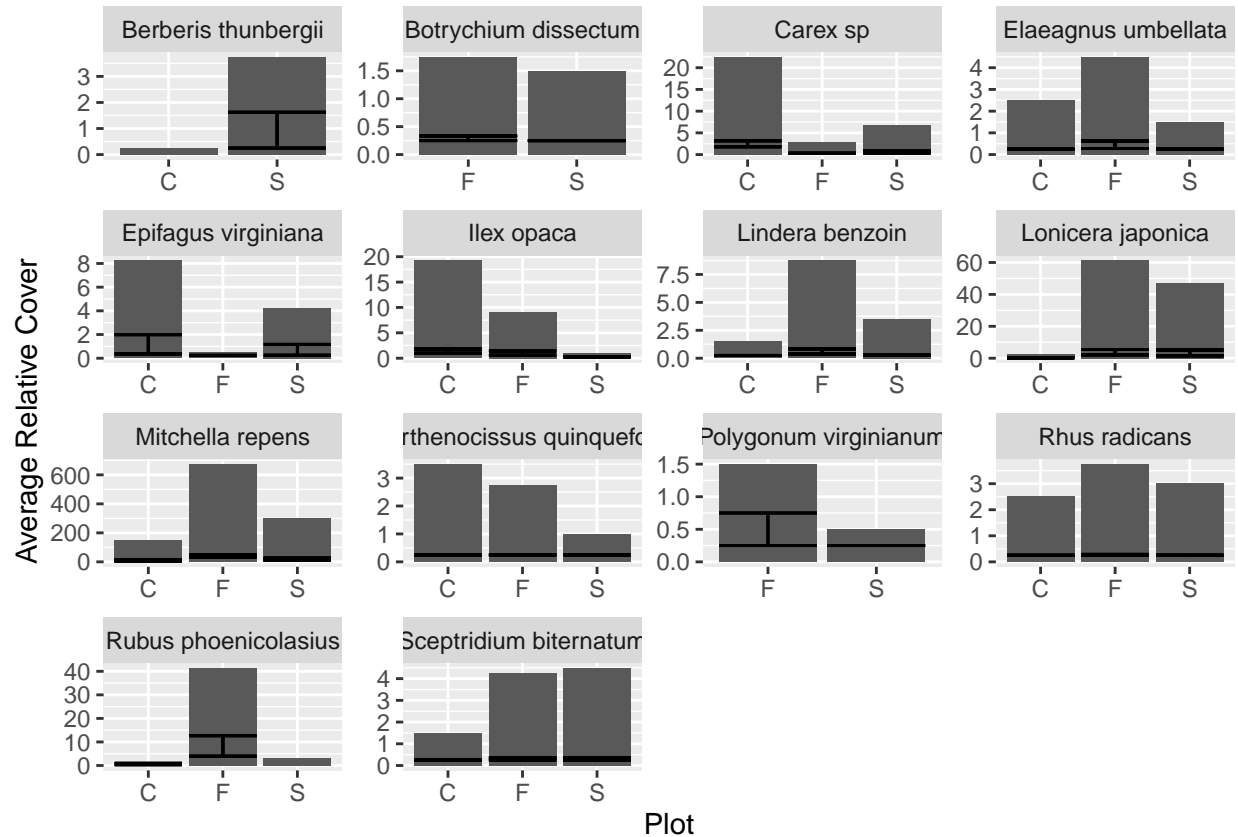 Berberis thunbergii
Botrychium dissectum
Carex sp
Elaeagnus umbellata
3
2
1
0
C S
1.5
1.0
0.5
0.0
F S
20
15
10
5
0
C F S
4
3
2
1
0
C F S
Epifagus virginiana
Ilex opaca
Lindera benzoin
Lonicera japonica
8
6
4
2
0
C F S
20
15
10
5
0
C F S
7.5
5.0
2.5
0.0
C F S
60
40
20
0
C F S
Mitchella repens
rthenocissus quinquefo
Polygonum virginianum
Rhus radicans
600
400
200
0
C F S
3
2
1
0
C F S
1.5
1.0
0.5
0.0
F S
3
2
1
0
C F S
Rubus phoenicolasius
Sceptridium biternatum
40
30
20
10
0
C F S
4
3
2
1
0
C F S
Average Relative Cover
Plot